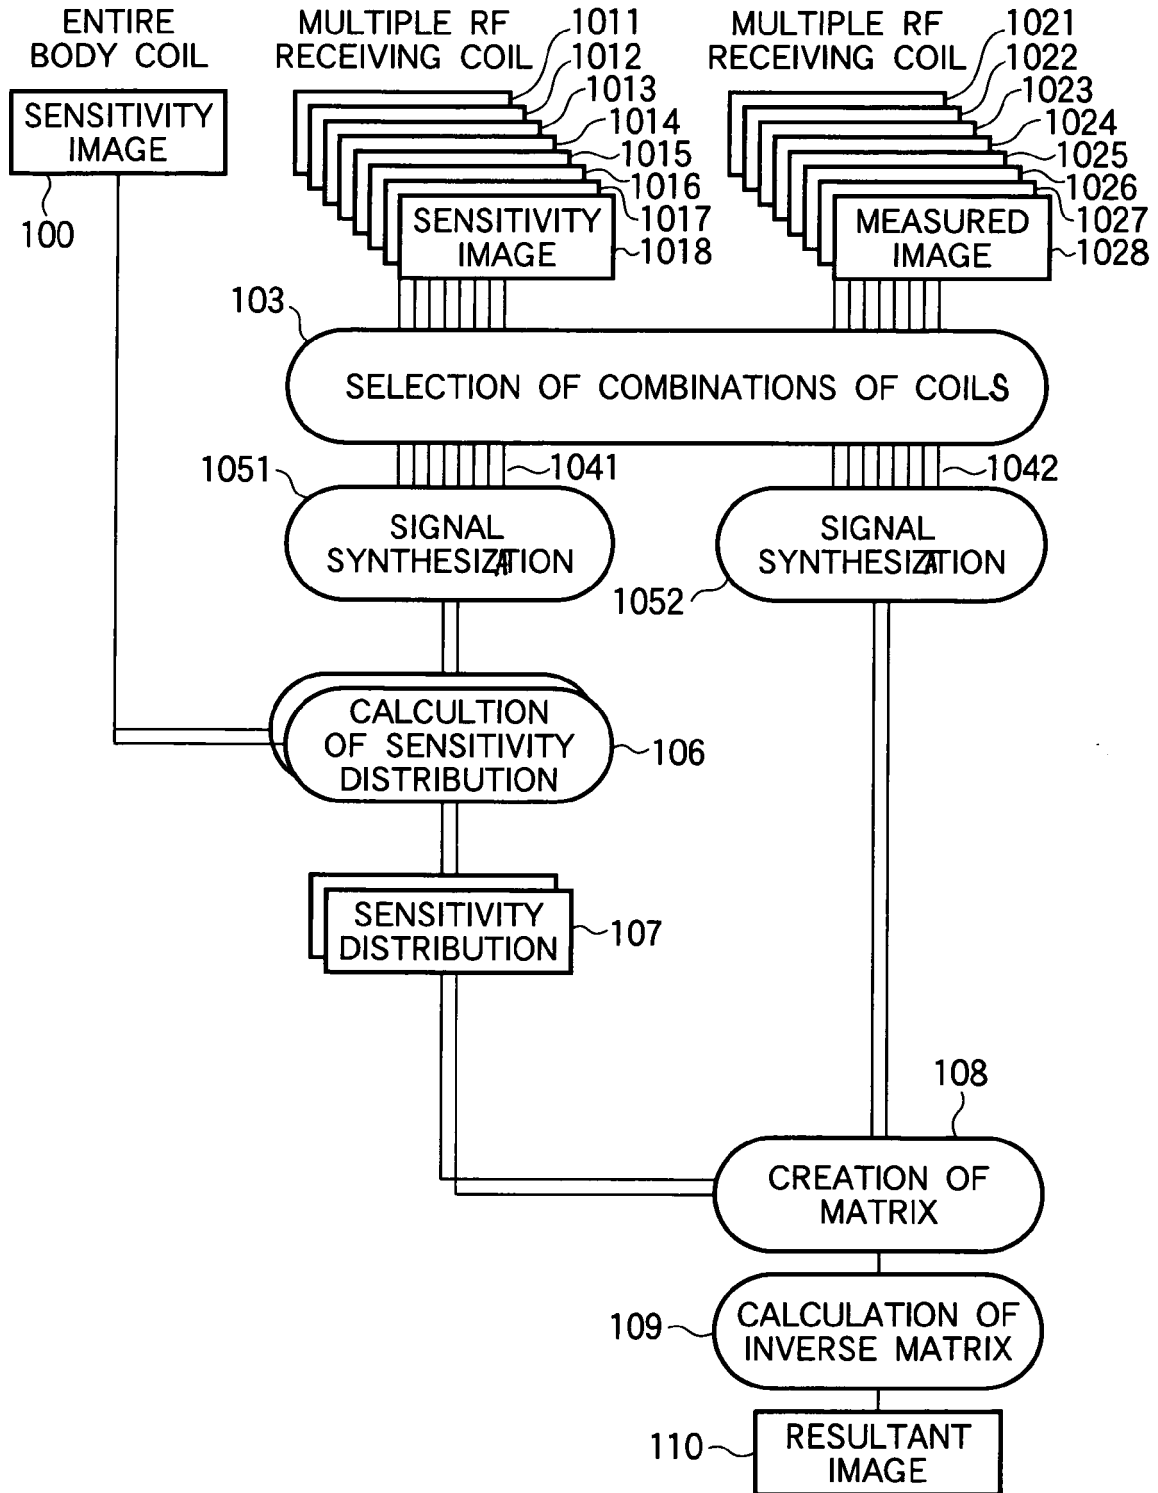 ENTIRE
BODY COIL
MULTIPLE RF
RECEIVING COIL
MULTIPLE RF
RECEIVING COIL
1011
1012
1013
1014
1015
1016
1017
1018
1021
1022
1023
1024
1025
1026
1027
1028
SENSITIVITY
IMAGE
100
SENSITIVITY
IMAGE
MEASURED
IMAGE
103
SELECTION OF COMBINATIONS OF COILS
1051
1041
1042
SIGNAL
SYNTHESIZATION
SIGNAL
SYNTHESIZATION
1052
CALCULTION
OF SENSITIVITY
DISTRIBUTION
106
SENSITIVITY
DISTRIBUTION
107
108
CREATION OF
MATRIX
109
CALCULATION OF
INVERSE MATRIX
110
RESULTANT
IMAGE